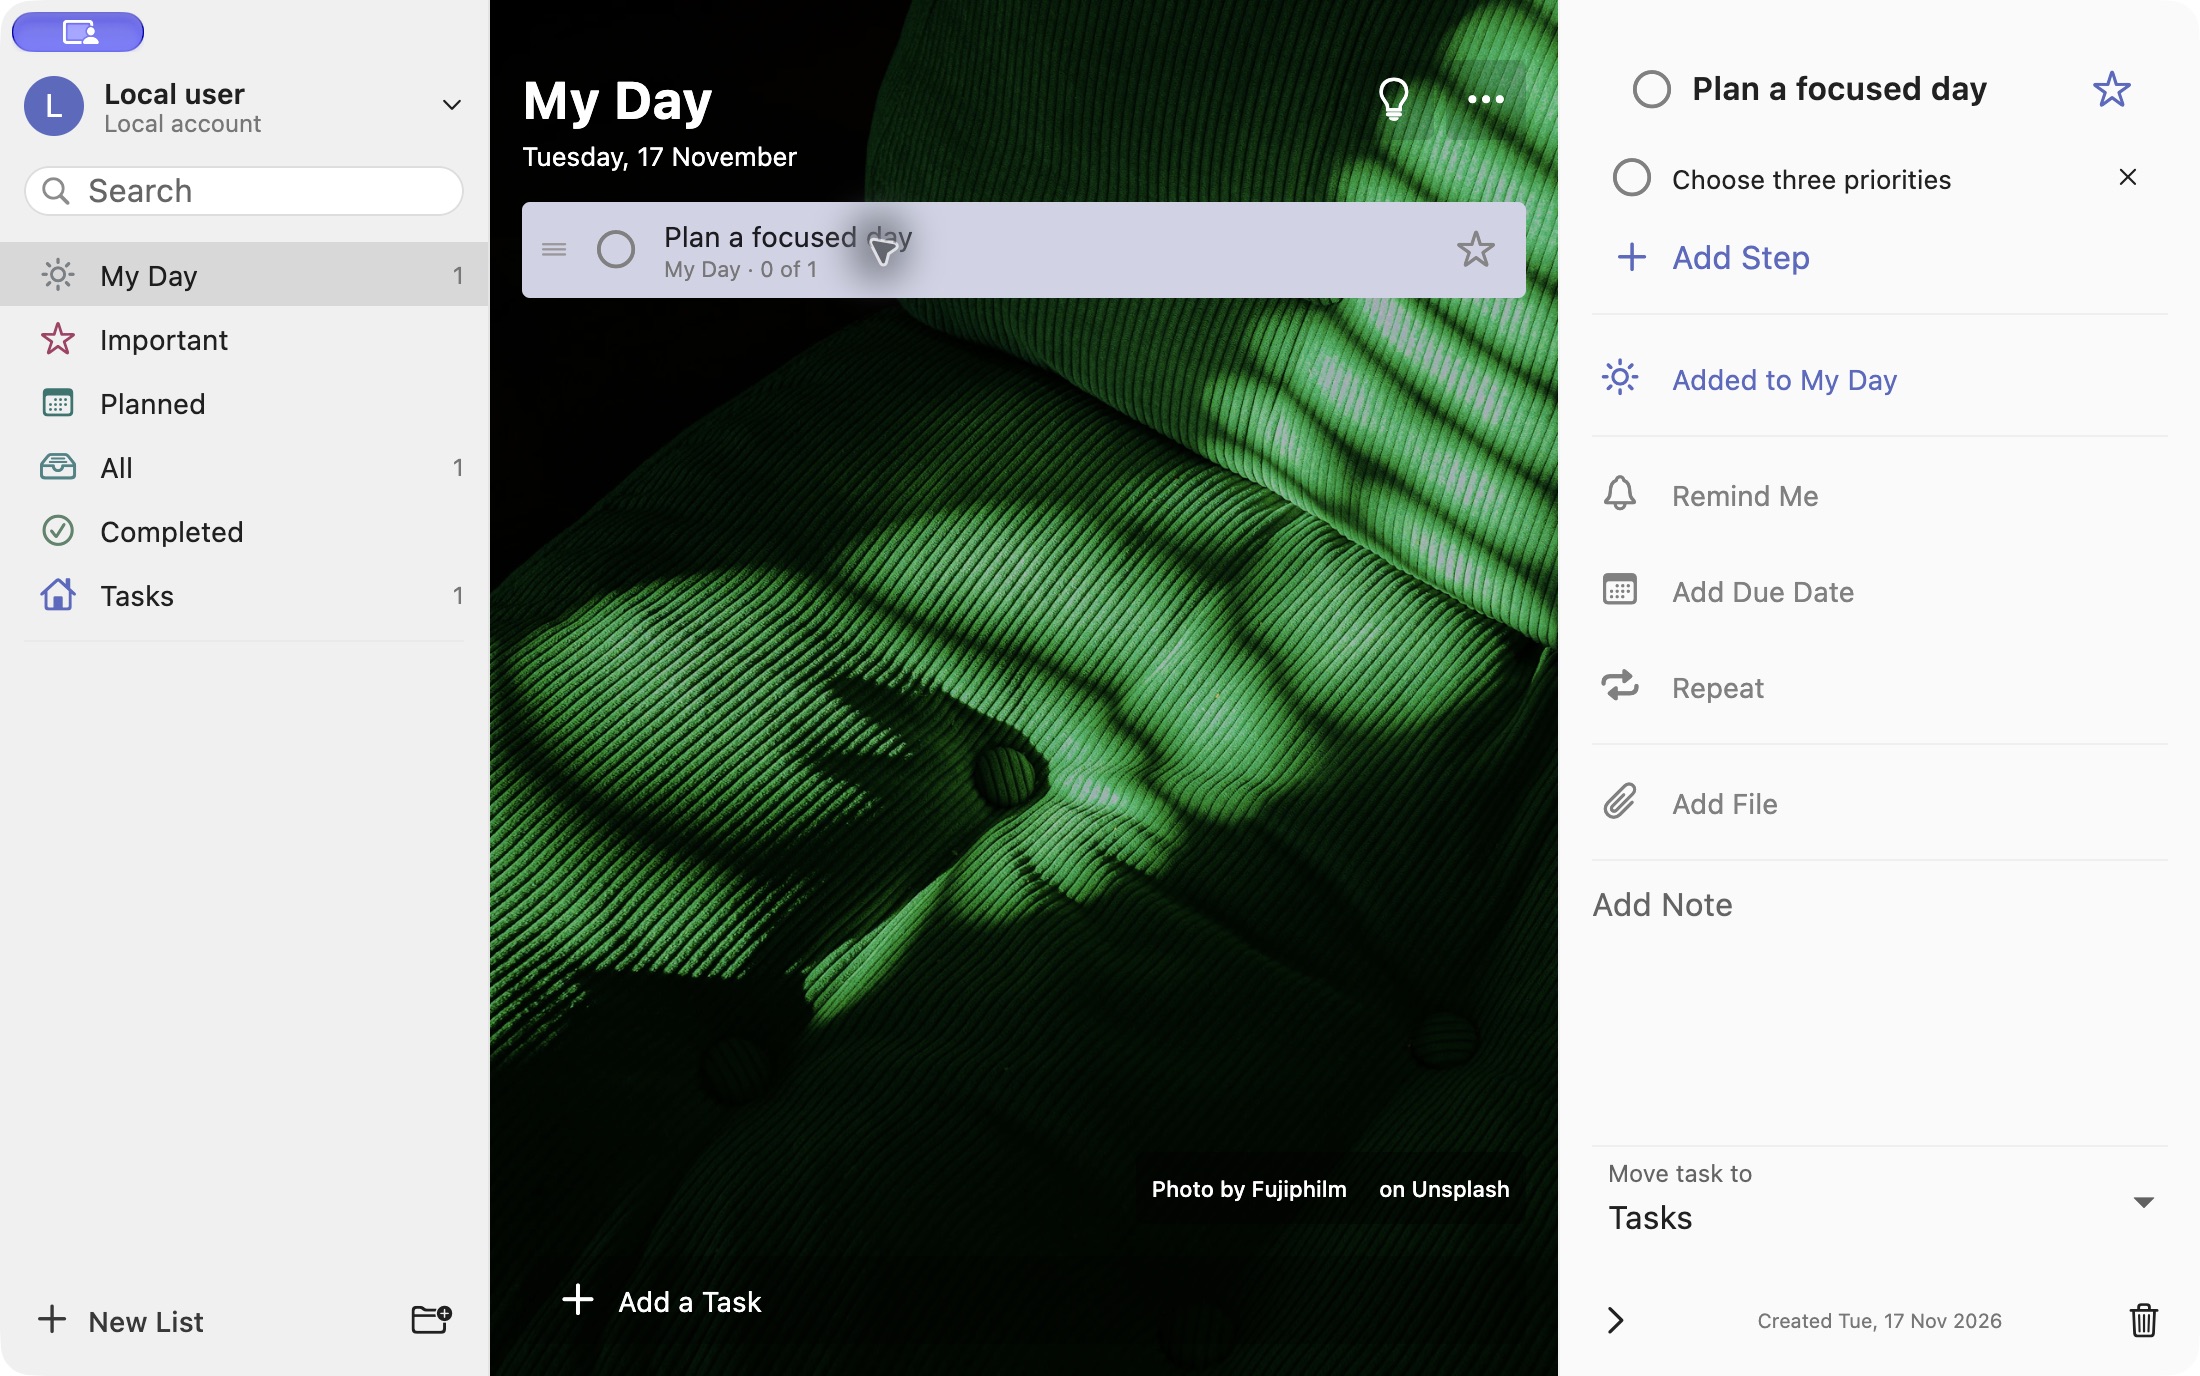 L
Local user
Local account
Search
My Day 1
Important
Planned
All 1
Completed
Tasks 1
New List
My Day
Tuesday, 17 November
Plan a focused day
My Day · 0 of 1
Photo by Fujiphilm on Unsplash
Add a Task
Plan a focused day
Choose three priorities
Add Step
Added to My Day
Remind Me
Add Due Date
Repeat
Add File
Add Note
Move task to
Tasks
Created Tue, 17 Nov 2026